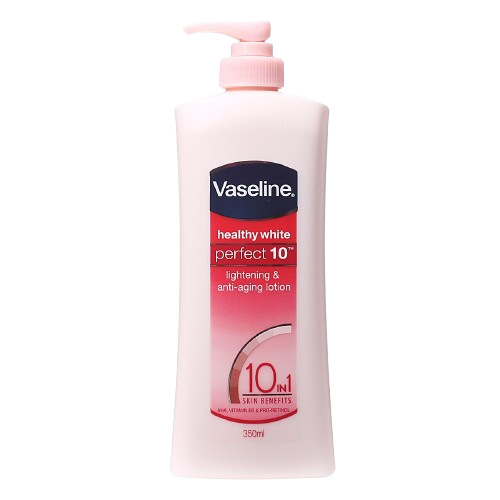 Vaseline.
healthy white
perfect 10™
lightening &
anti-aging lotion
10 IN 1
SKIN BENEFITS
AHA, VITAMIN B3 & PRO-RETINOL
350ml